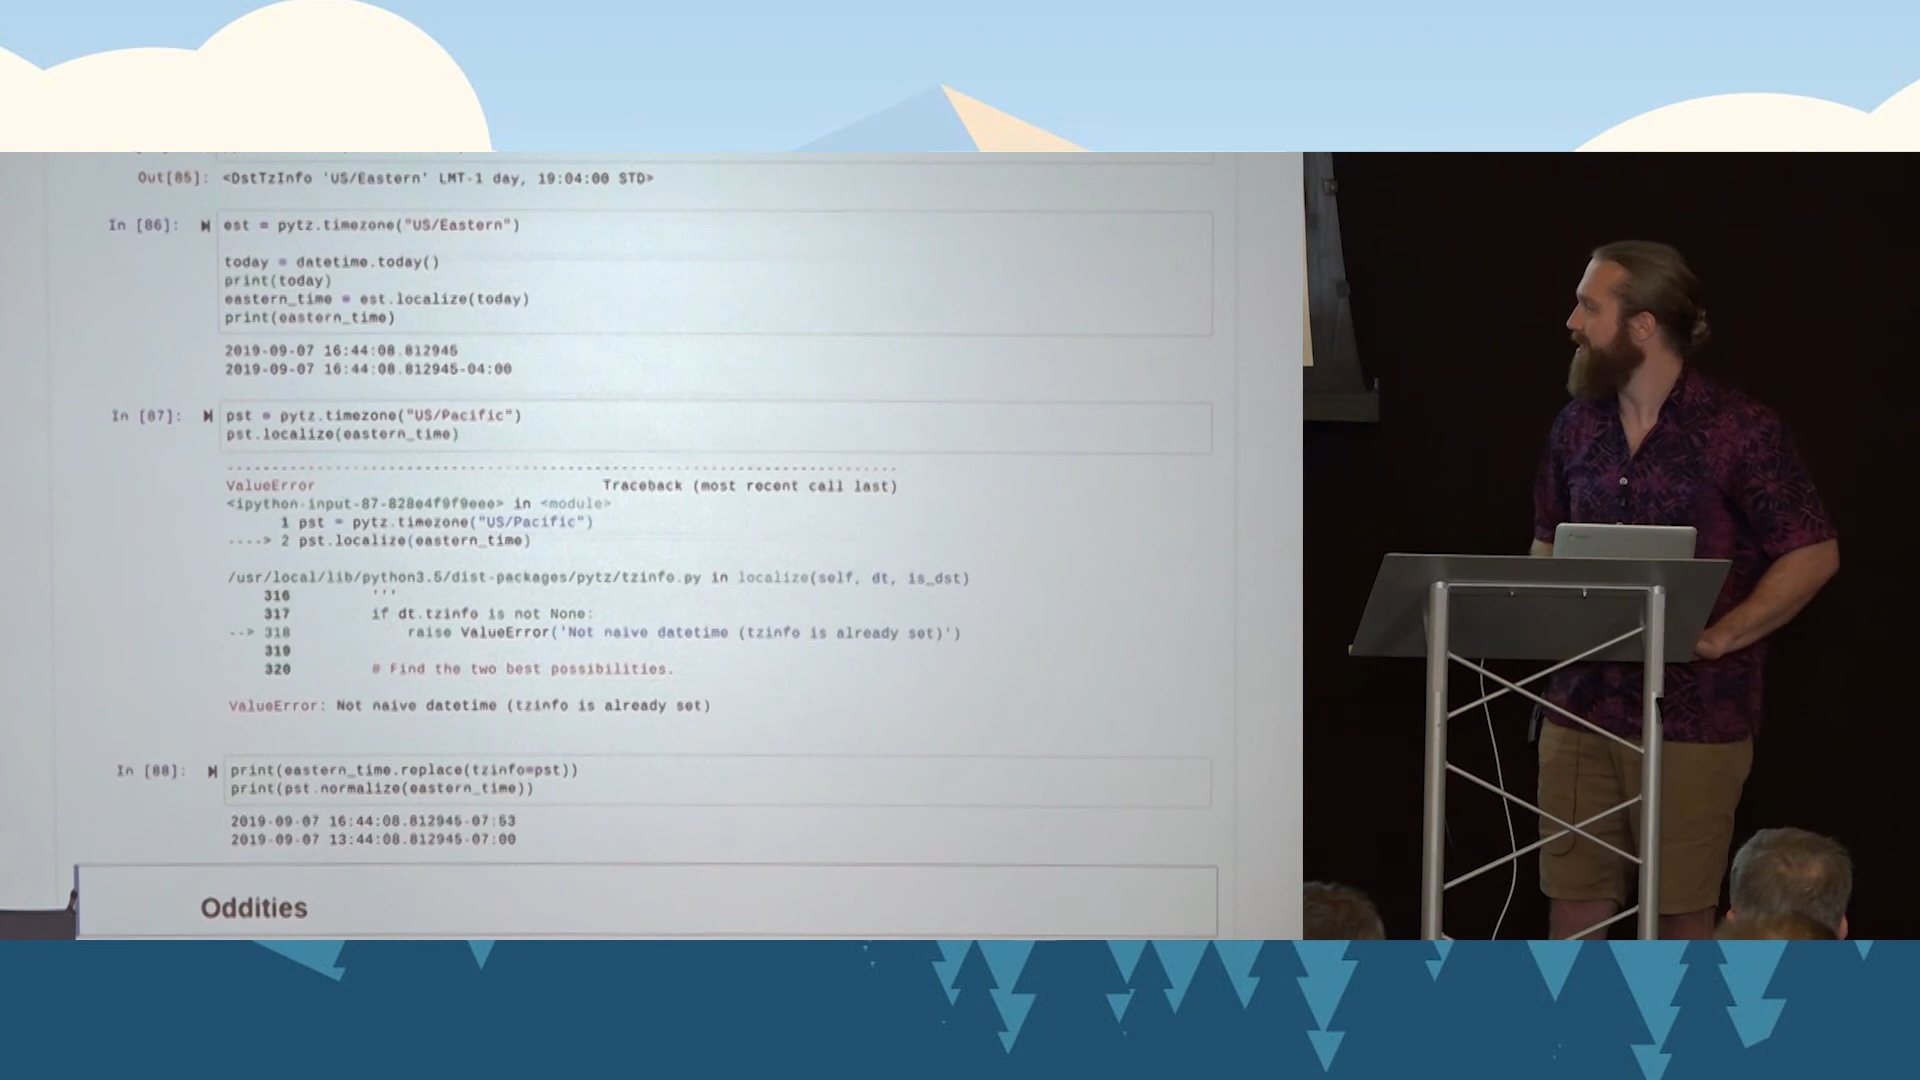 Out[85]: <DstTzInfo 'US/Eastern' LMT-1 day, 19:04:00 STD>
In [86]: est = pytz.timezone("US/Eastern")
today = datetime.today()
print(today)
eastern_time = est.localize(today)
print(eastern_time)
2019-09-07 16:44:08.812945
2019-09-07 16:44:08.812945-04:00
In [87]: pst = pytz.timezone("US/Pacific")
pst.localize(eastern_time)
---------------------------------------------------------------------------
ValueError Traceback (most recent call last)
<ipython-input-87-828e4f9f9eee> in <module>
1 pst = pytz.timezone("US/Pacific")
----> 2 pst.localize(eastern_time)
/usr/local/lib/python3.5/dist-packages/pytz/tzinfo.py in localize(self, dt, is_dst)
316 '''
317 if dt.tzinfo is not None:
--> 318 raise ValueError('Not naive datetime (tzinfo is already set)')
319
320 # Find the two best possibilities.
ValueError: Not naive datetime (tzinfo is already set)
In [88]: print(eastern_time.replace(tzinfo=pst))
print(pst.normalize(eastern_time))
2019-09-07 16:44:08.812945-07:53
2019-09-07 13:44:08.812945-07:00
Oddities